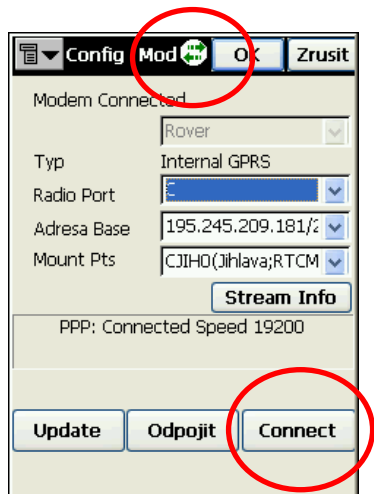 Config Mod OK Zrusit
Modem Connected
Rover
Typ Internal GPRS
Radio Port C
Adresa Base 195.245.209.181/2
Mount Pts CJIH0(Jihlava;RTCM
Stream Info
PPP: Connected Speed 19200
Update Odpojit Connect